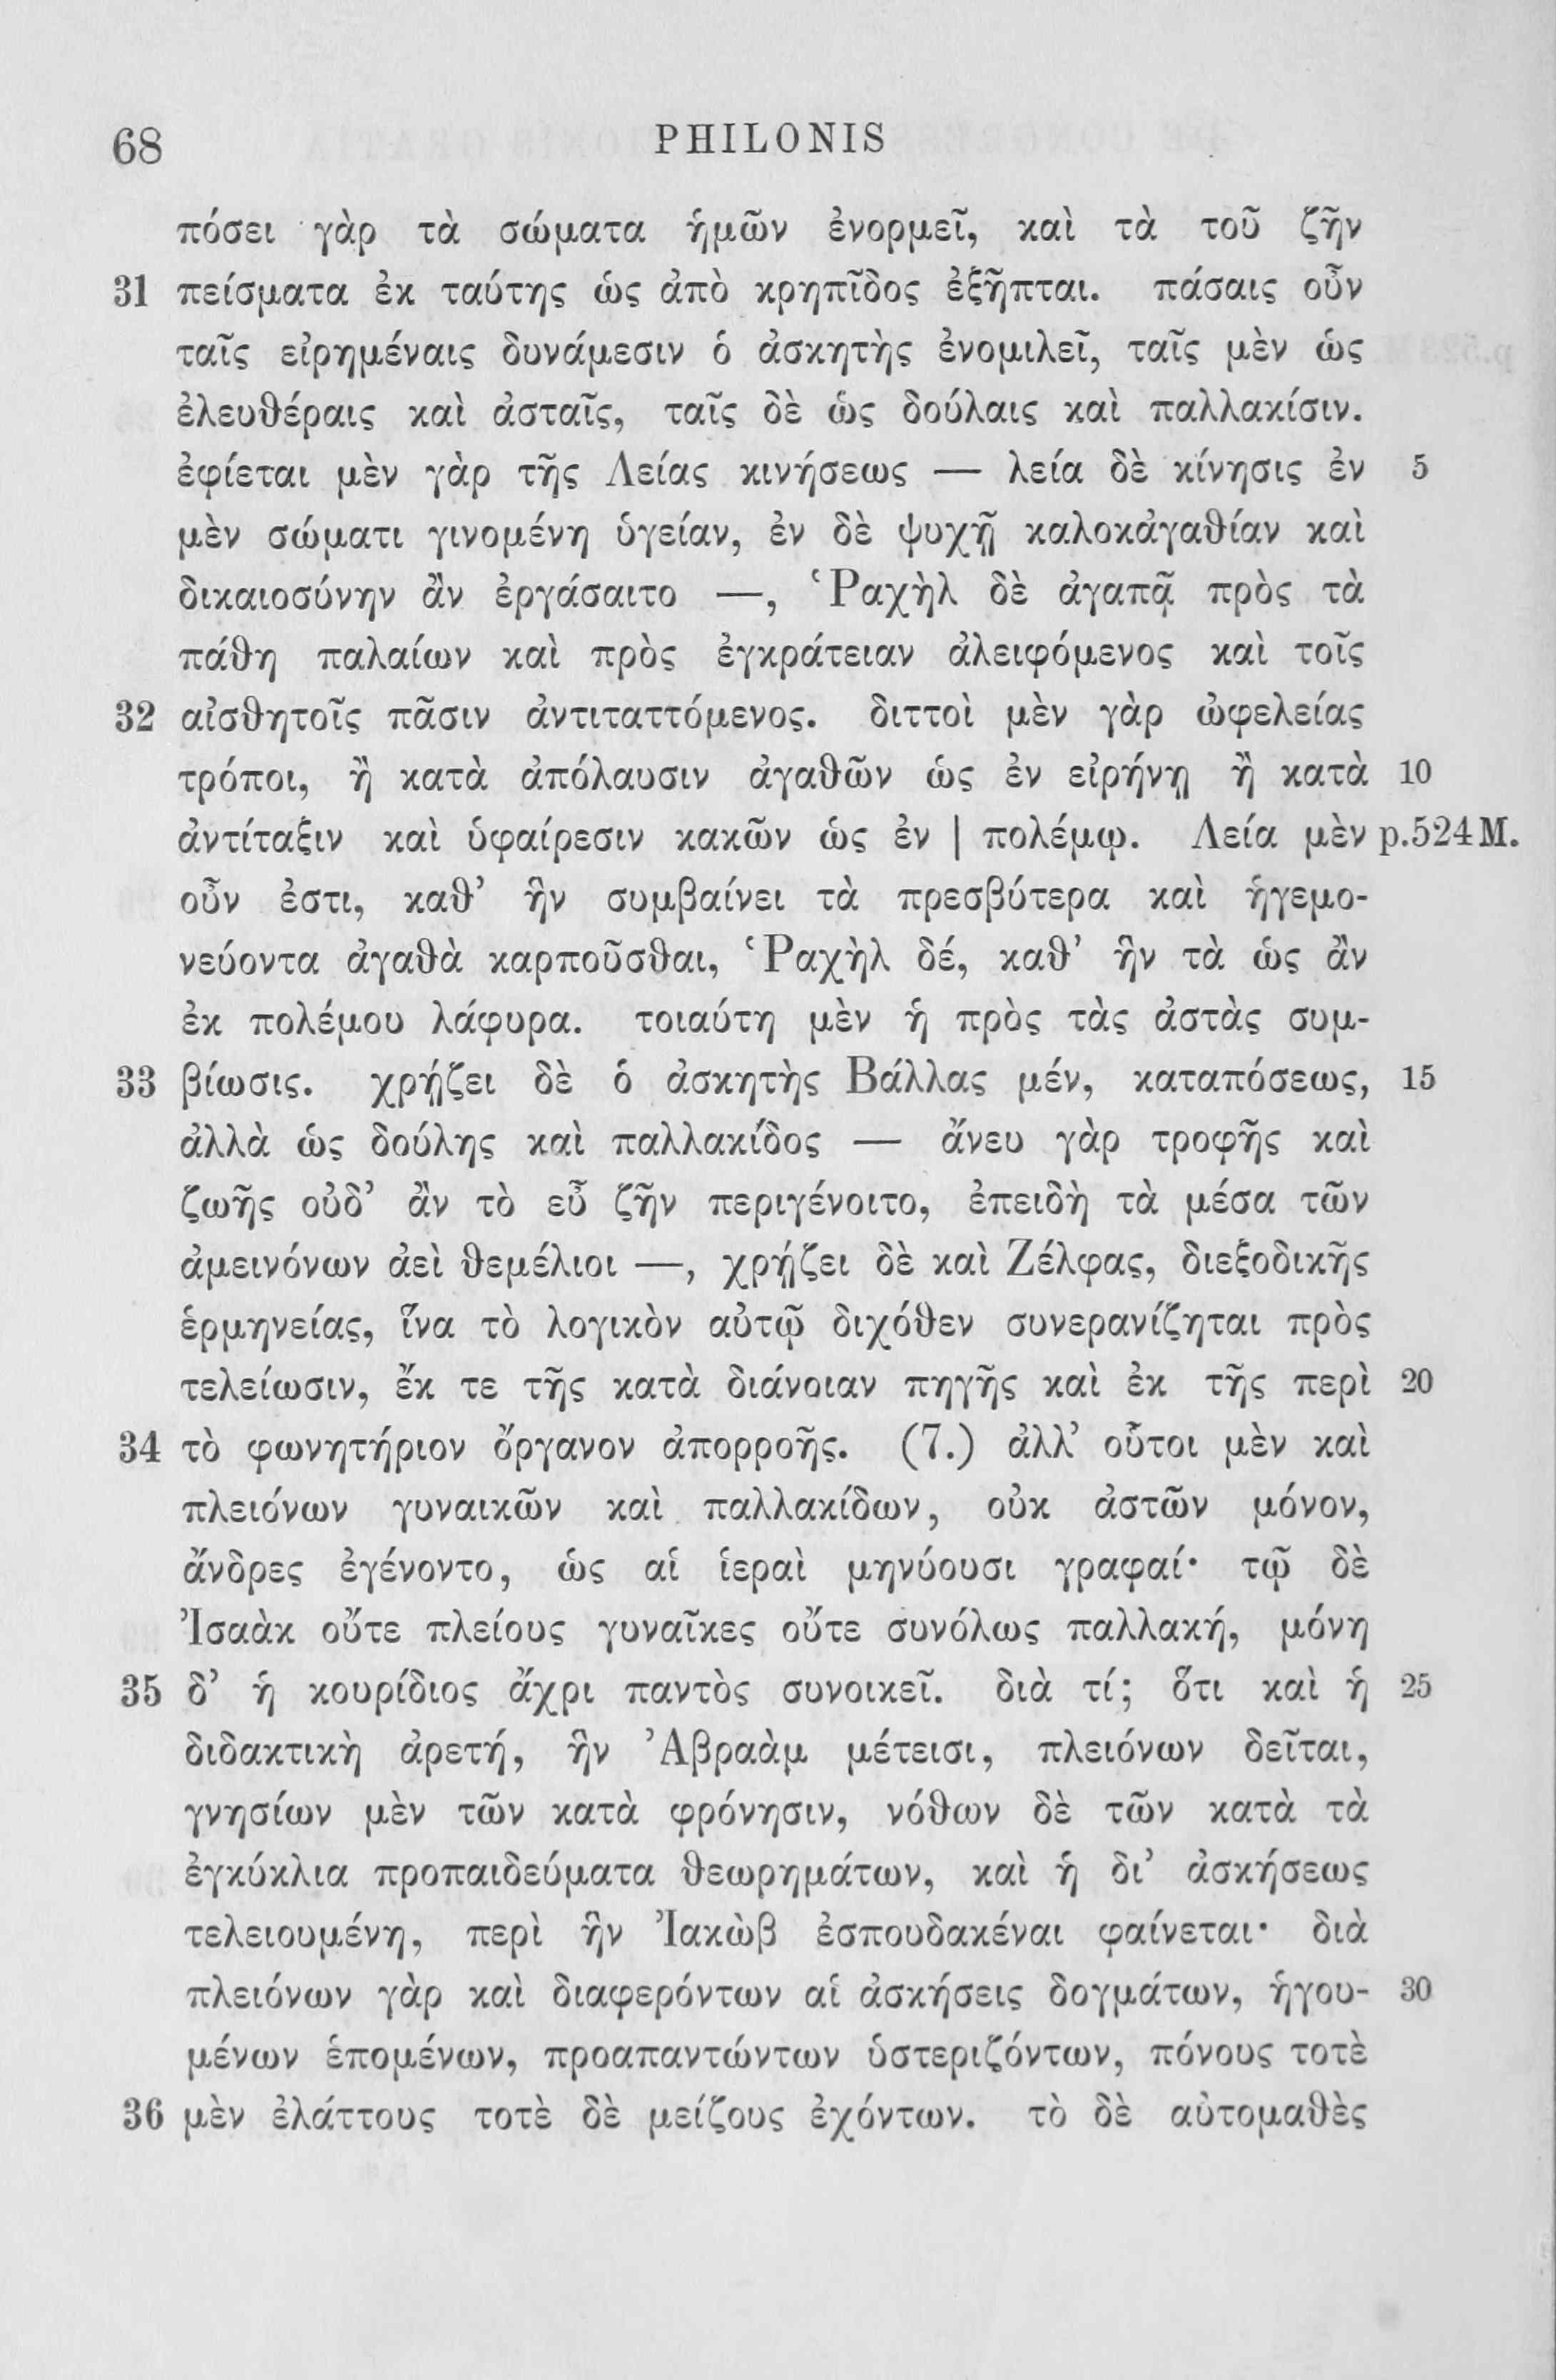 68 PHILONIS
πόσει γὰρ τὰ σώματα ἡμῶν ἐνορμεῖ, καὶ τὰ τοῦ ζῆν
31 πείσματα ἐκ ταύτης ὡς ἀπὸ κρηπῖδος ἐξῆπται. πάσαις οὖν
ταῖς εἰρημέναις δυνάμεσιν ὁ ἀσκητὴς ἐνομιλεῖ, ταῖς μὲν ὡς
ἐλευθέραις καὶ ἀσταῖς, ταῖς δὲ ὡς δούλαις καὶ παλλακίσιν.
ἐφίεται μὲν γὰρ τῆς Λείας κινήσεως — λεία δὲ κίνησις ἐν 5
μὲν σώματι γινομένη ὑγείαν, ἐν δὲ ψυχῇ καλοκἀγαθίαν καὶ
δικαιοσύνην ἂν ἐργάσαιτο —, Ῥαχὴλ δὲ ἀγαπᾷ πρὸς τὰ
πάθη παλαίων καὶ πρὸς ἐγκράτειαν ἀλειφόμενος καὶ τοῖς
32 αἰσθητοῖς πᾶσιν ἀντιταττόμενος. διττοὶ μὲν γὰρ ὠφελείας
τρόποι, ἢ κατὰ ἀπόλαυσιν ἀγαθῶν ὡς ἐν εἰρήνῃ ἢ κατὰ 10
ἀντίταξιν καὶ ὑφαίρεσιν κακῶν ὡς ἐν | πολέμῳ. Λεία μὲν p.524 M.
οὖν ἐστι, καθ’ ἣν συμβαίνει τὰ πρεσβύτερα καὶ ἡγεμο-
νεύοντα ἀγαθὰ καρποῦσθαι, Ῥαχὴλ δέ, καθ’ ἣν τὰ ὡς ἂν
ἐκ πολέμου λάφυρα. τοιαύτη μὲν ἡ πρὸς τὰς ἀστὰς συμ-
33 βίωσις. χρῄζει δὲ ὁ ἀσκητὴς Βάλλας μέν, καταπόσεως, 15
ἀλλὰ ὡς δούλης καὶ παλλακίδος — ἄνευ γὰρ τροφῆς καὶ
ζωῆς οὐδ’ ἂν τὸ εὖ ζῆν περιγένοιτο, ἐπειδὴ τὰ μέσα τῶν
ἀμεινόνων ἀεὶ θεμέλιοι —, χρῄζει δὲ καὶ Ζέλφας, διεξοδικῆς
ἑρμηνείας, ἵνα τὸ λογικὸν αὐτῷ διχόθεν συνερανίζηται πρὸς
τελείωσιν, ἔκ τε τῆς κατὰ διάνοιαν πηγῆς καὶ ἐκ τῆς περὶ 20
34 τὸ φωνητήριον ὄργανον ἀπορροῆς. (7.) ἀλλ’ οὗτοι μὲν καὶ
πλειόνων γυναικῶν καὶ παλλακίδων, οὐκ ἀστῶν μόνον,
ἄνδρες ἐγένοντο, ὡς αἱ ἱεραὶ μηνύουσι γραφαί· τῷ δὲ
Ἰσαὰκ οὔτε πλείους γυναῖκες οὔτε συνόλως παλλακή, μόνη
35 δ’ ἡ κουρίδιος ἄχρι παντὸς συνοικεῖ. διὰ τί; ὅτι καὶ ἡ 25
διδακτικὴ ἀρετή, ἣν Ἀβραὰμ μέτεισι, πλειόνων δεῖται,
γνησίων μὲν τῶν κατὰ φρόνησιν, νόθων δὲ τῶν κατὰ τὰ
ἐγκύκλια προπαιδεύματα θεωρημάτων, καὶ ἡ δι’ ἀσκήσεως
τελειουμένη, περὶ ἣν Ἰακὼβ ἐσπουδακέναι φαίνεται· διὰ
πλειόνων γὰρ καὶ διαφερόντων αἱ ἀσκήσεις δογμάτων, ἡγου- 30
μένων ἑπομένων, προαπαντώντων ὑστεριζόντων, πόνους τοτὲ
36 μὲν ἐλάττους τοτὲ δὲ μείζους ἐχόντων. τὸ δὲ αὐτομαθὲς